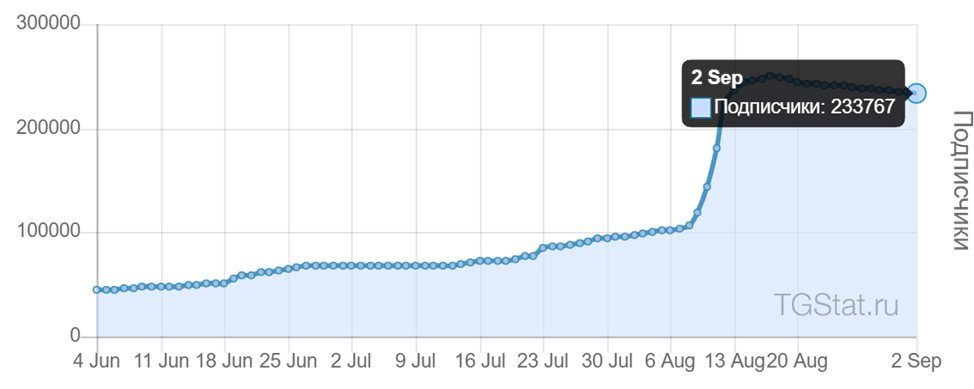 300000
200000
100000
0
2 Sep
Подписчики: 233767
Подписчики
TGStat.ru
4 Jun 11 Jun 18 Jun 25 Jun 2 Jul 9 Jul 16 Jul 23 Jul 30 Jul 6 Aug 13 Aug 20 Aug 2 Sep